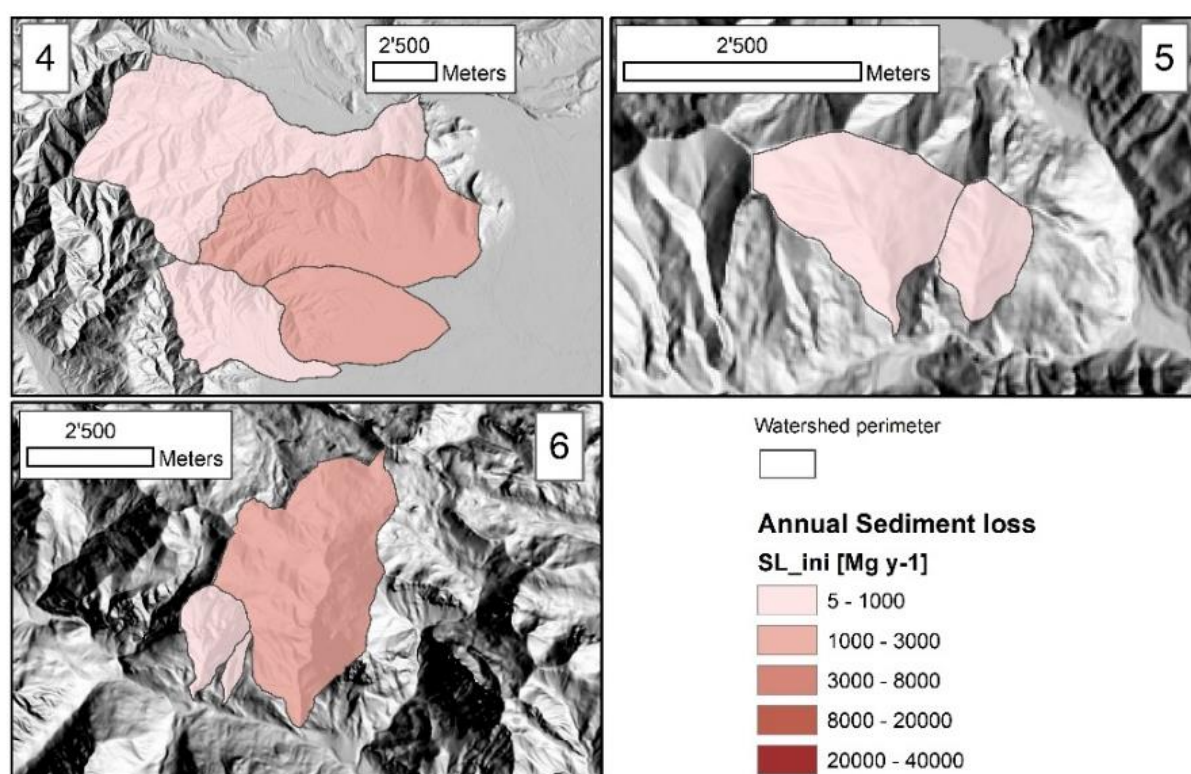 4
2'500
Meters
2'500
Meters
5
2'500
Meters
6
Watershed perimeter
Annual Sediment loss
SL_ini [Mg y-1]
5 - 1000
1000 - 3000
3000 - 8000
8000 - 20000
20000 - 40000